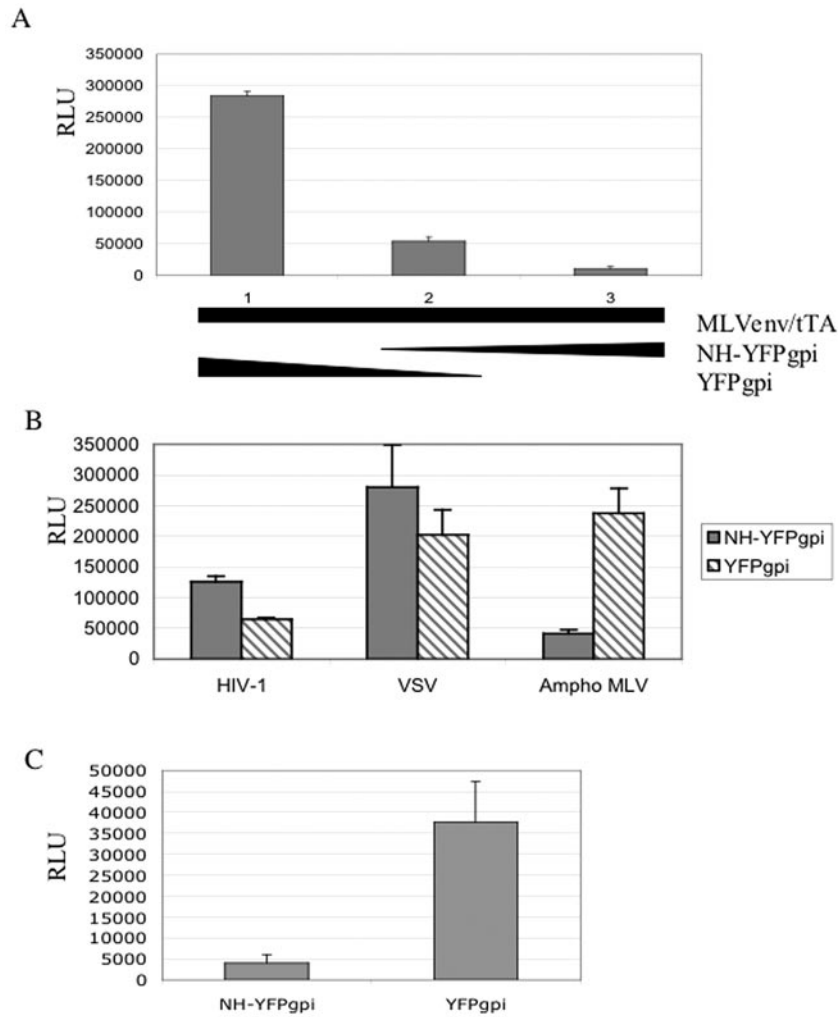 A
RLU
350000
300000
250000
200000
150000
100000
50000
0
1 2 3
MLVenv/tTA
NH-YFPgpi
YFPgpi
B
RLU
350000
300000
250000
200000
150000
100000
50000
0
HIV-1 VSV Ampho MLV
NH-YFPgpi
YFPgpi
C
RLU
50000
45000
40000
35000
30000
25000
20000
15000
10000
5000
0
NH-YFPgpi YFPgpi